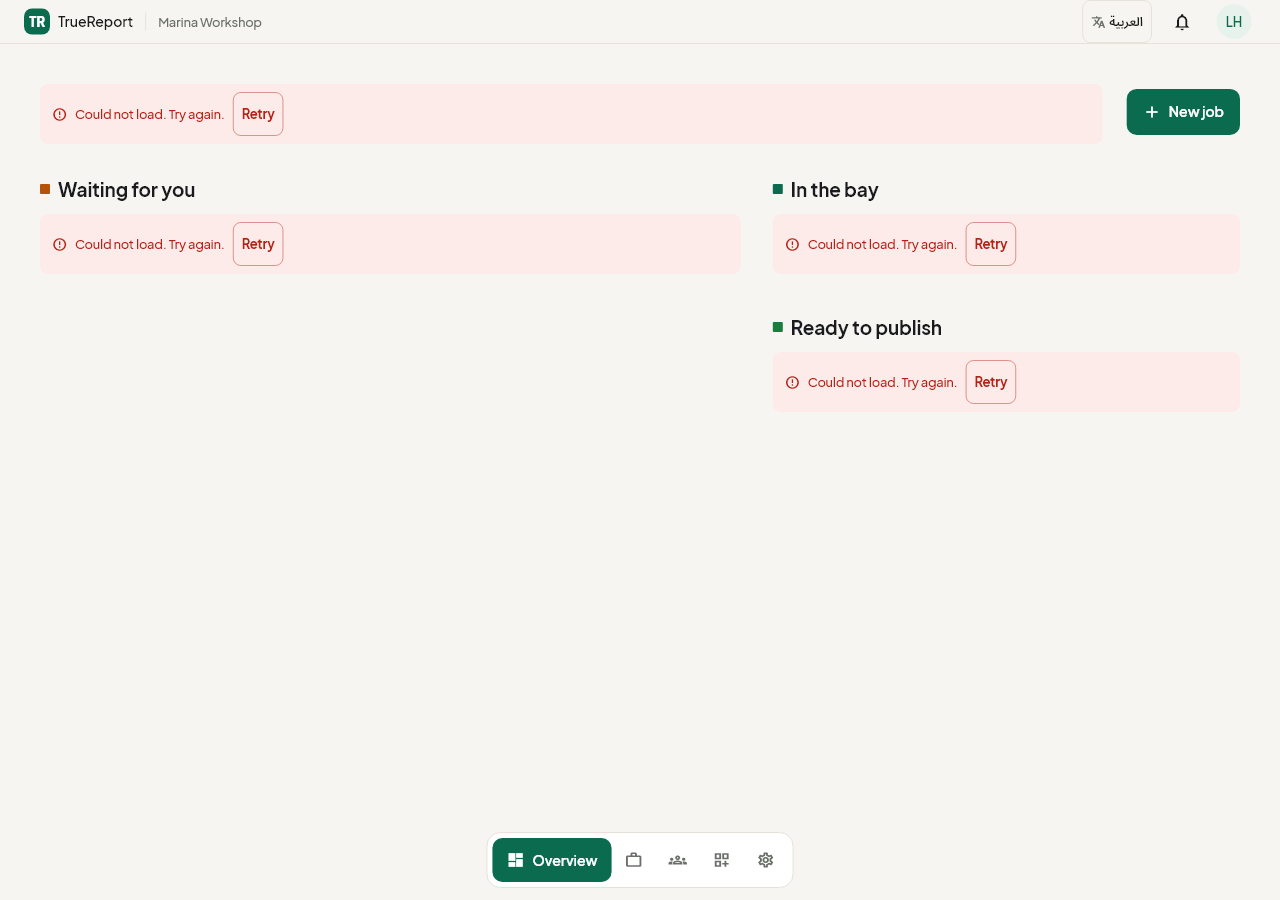 TR TrueReport Marina Workshop العربية LH
Could not load. Try again. Retry
New job
Waiting for you
Could not load. Try again. Retry
In the bay
Could not load. Try again. Retry
Ready to publish
Could not load. Try again. Retry
Overview